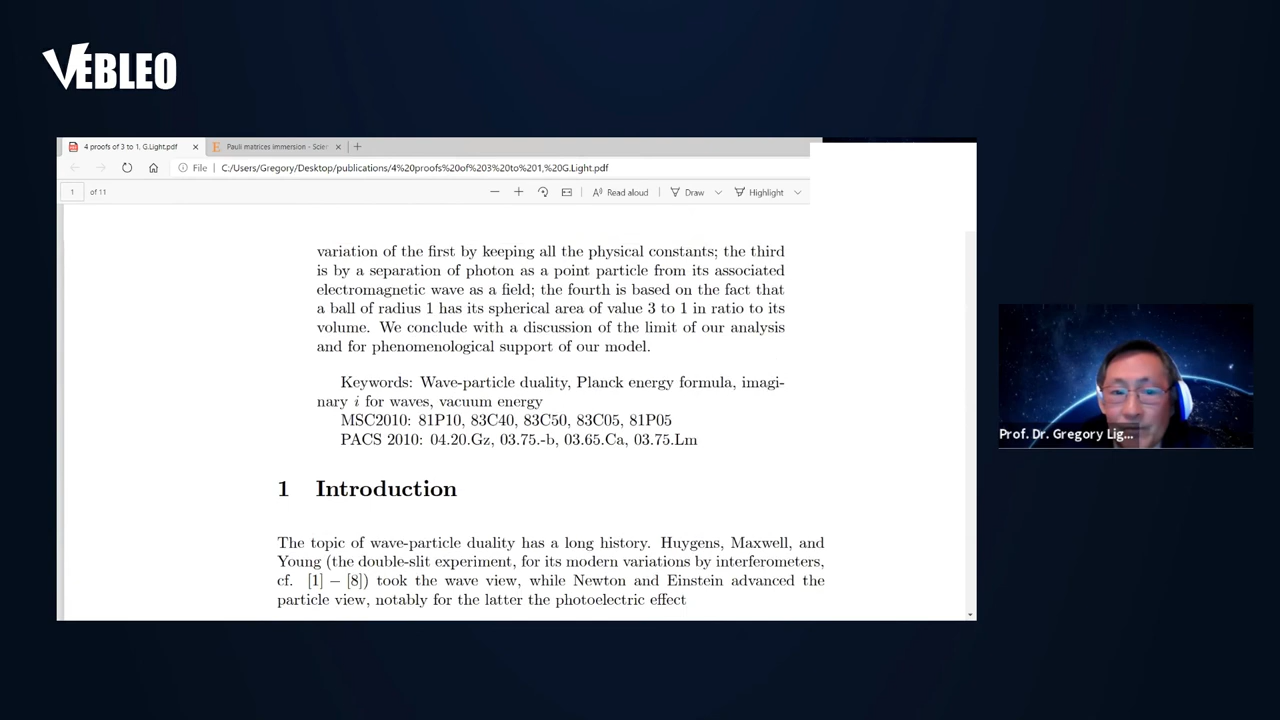 VEBLEO
4 proofs of 3 to 1, G.Light.pdf
Pauli matrices immersion - Scie
File C:/Users/Gregory/Desktop/publications/4%20proofs%20of%203%20to%201,%20G.Light.pdf
1 of 11 Read aloud Draw Highlight
variation of the first by keeping all the physical constants; the third
is by a separation of photon as a point particle from its associated
electromagnetic wave as a field; the fourth is based on the fact that
a ball of radius 1 has its spherical area of value 3 to 1 in ratio to its
volume. We conclude with a discussion of the limit of our analysis
and for phenomenological support of our model.
Keywords: Wave-particle duality, Planck energy formula, imagi-
nary i for waves, vacuum energy
MSC2010: 81P10, 83C40, 83C50, 83C05, 81P05
PACS 2010: 04.20.Gz, 03.75.-b, 03.65.Ca, 03.75.Lm
1 Introduction
The topic of wave-particle duality has a long history. Huygens, Maxwell, and
Young (the double-slit experiment, for its modern variations by interferometers,
cf. [1] − [8]) took the wave view, while Newton and Einstein advanced the
particle view, notably for the latter the photoelectric effect
Prof. Dr. Gregory Lig...